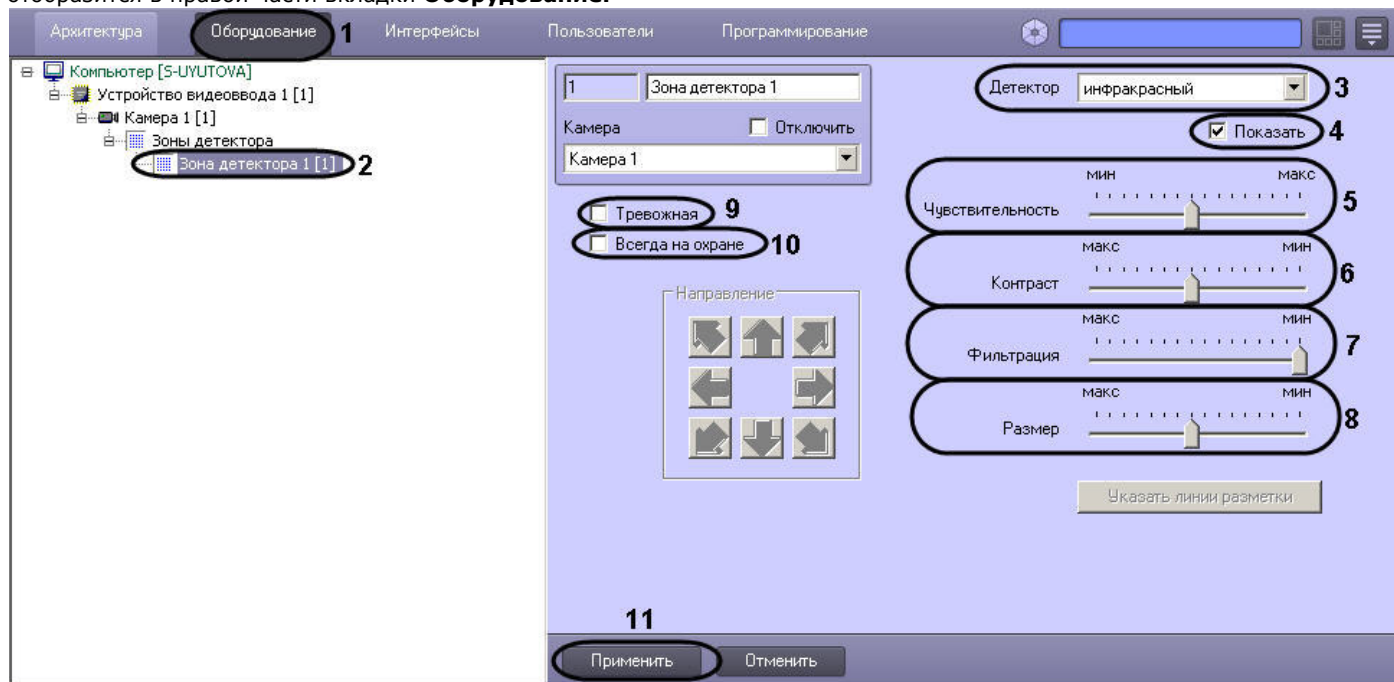 отобразится в правой части вкладки Оборудование.
Архитектура Оборудование 1 Интерфейсы Пользователи Программирование
Компьютер [S-UYUTOVA]
Устройство видеоввода 1 [1]
Камера 1 [1]
Зоны детектора
Зона детектора 1 [1] 2
1 Зона детектора 1
Камера Отключить
Камера 1
Тревожная 9
Всегда на охране 10
Направление
Детектор инфракрасный 3
Показать 4
мин макс
Чувствительность 5
макс мин
Контраст 6
макс мин
Фильтрация 7
макс мин
Размер 8
Указать линии разметки
11
Применить Отменить